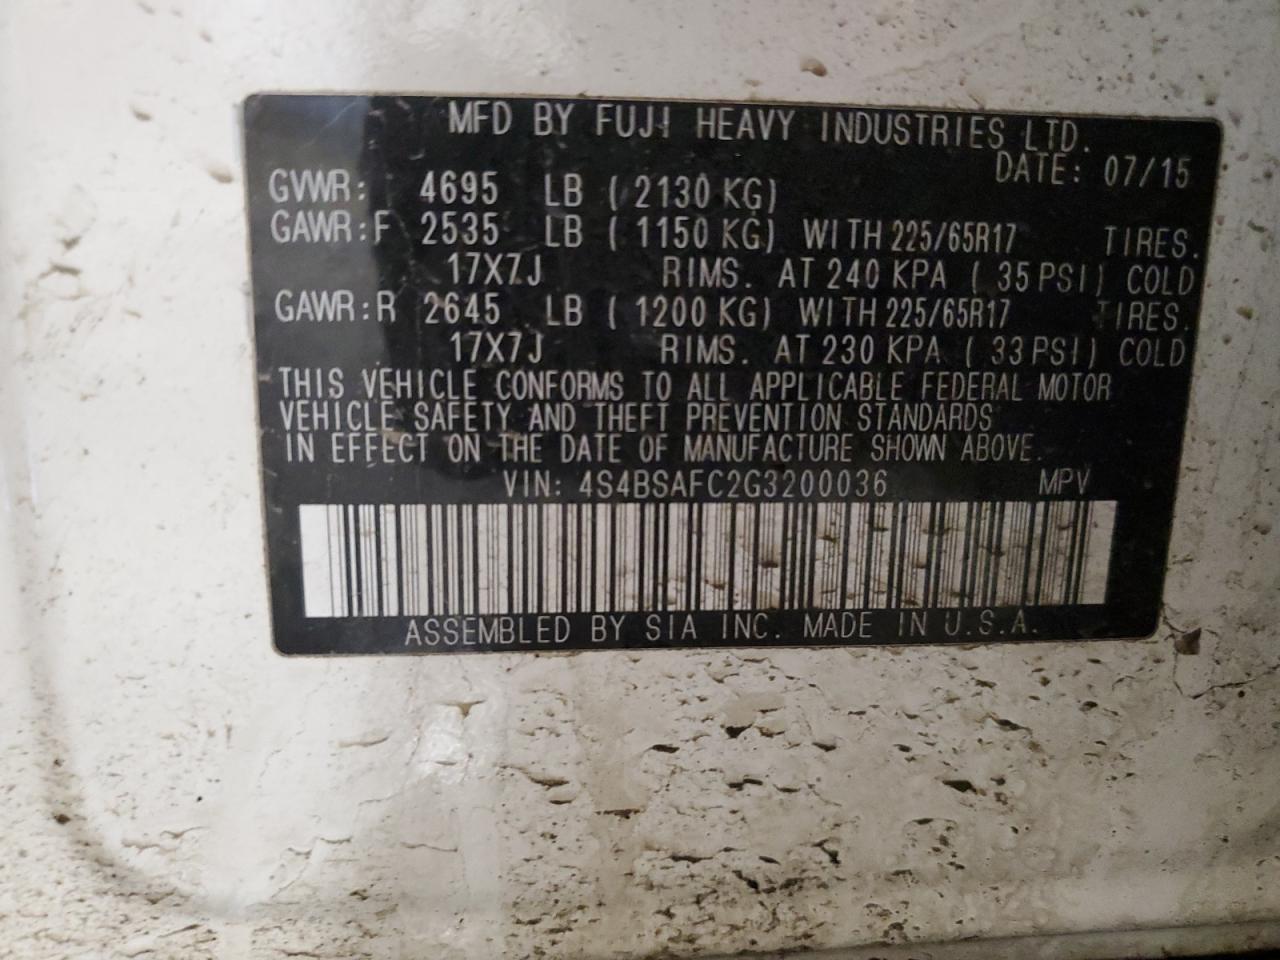 MFD BY FUJI HEAVY INDUSTRIES LTD.
DATE: 07/15
GVWR: 4695 LB ( 2130 KG)
GAWR:F 2535 LB ( 1150 KG) WITH 225/65R17 TIRES.
17X7J RIMS. AT 240 KPA ( 35 PSI) COLD
GAWR:R 2645 LB ( 1200 KG) WITH 225/65R17 TIRES.
17X7J RIMS. AT 230 KPA ( 33 PSI) COLD
THIS VEHICLE CONFORMS TO ALL APPLICABLE FEDERAL MOTOR
VEHICLE SAFETY AND THEFT PREVENTION STANDARDS
IN EFFECT ON THE DATE OF MANUFACTURE SHOWN ABOVE.
VIN: 4S4BSAFC2G3200036 MPV
ASSEMBLED BY SIA INC. MADE IN U.S.A.